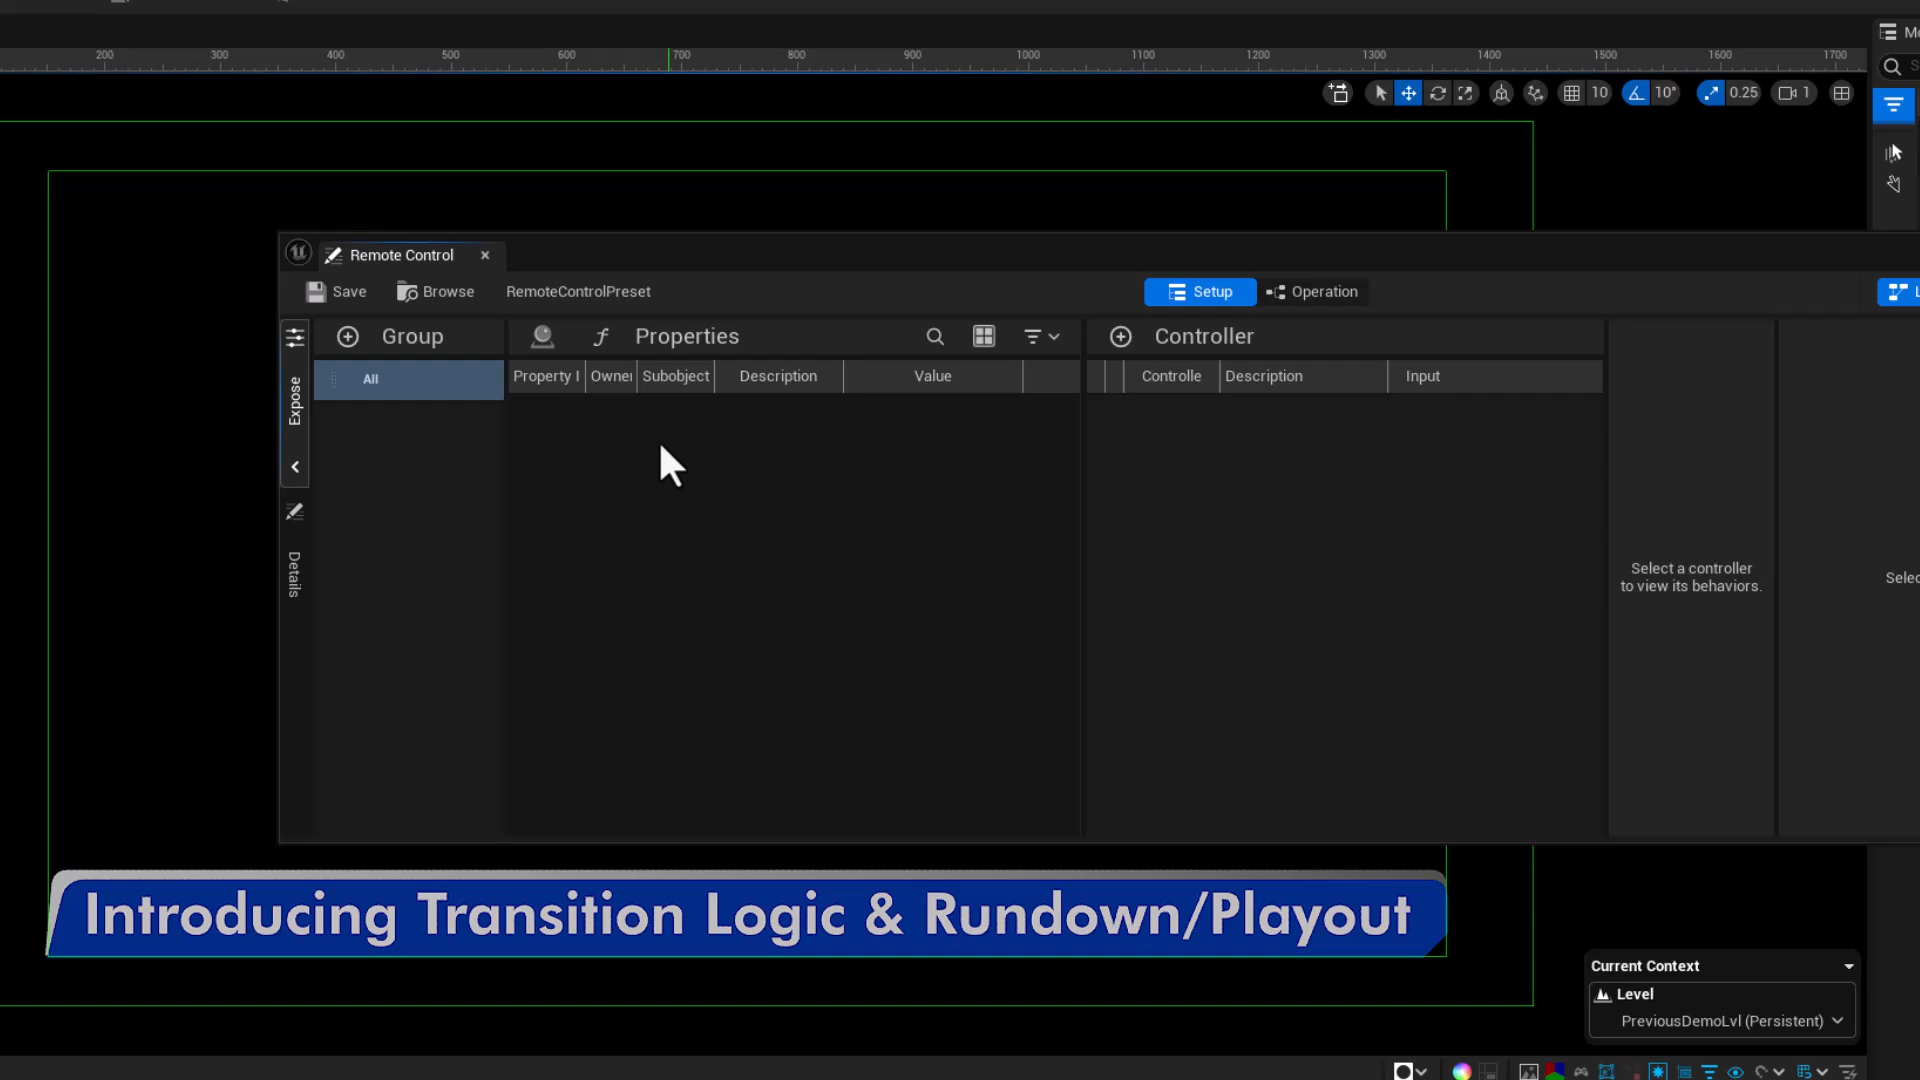 200 300 400 500 600 700 800 900 1000 1100 1200 1300 1400 1500 1600 1700
10 10° 0.25 1
Remote Control
Save Browse RemoteControlPreset Setup Operation
Group Properties Controller
All Property I Owner Subobject Description Value Controlle Description Input
Expose
Details
Select a controller
to view its behaviors.
Selec
Introducing Transition Logic & Rundown/Playout
Current Context
Level
PreviousDemoLvl (Persistent)